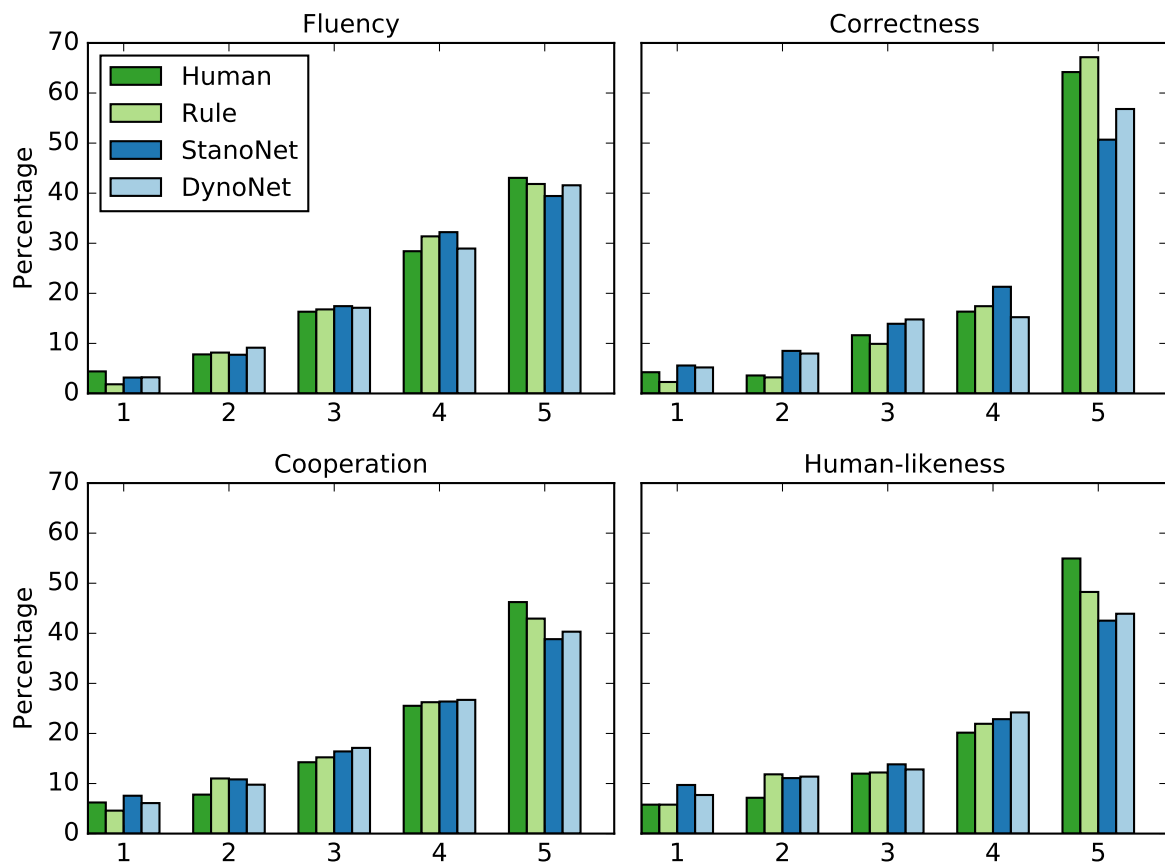 Fluency
70
60
50
40
30
20
10
0
Percentage
Human
Rule
StanoNet
DynoNet
1 2 3 4 5
Correctness
1 2 3 4 5
Cooperation
70
60
50
40
30
20
10
0
Percentage
1 2 3 4 5
Human-likeness
1 2 3 4 5